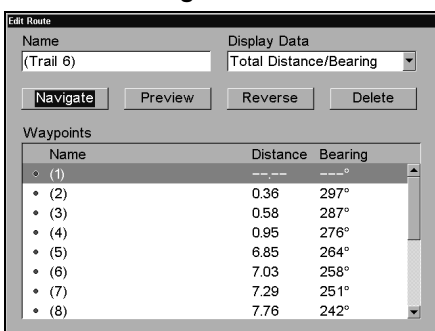 Edit Route
Name Display Data
(Trail 6) Total Distance/Bearing
Navigate Preview Reverse Delete
Waypoints
Name Distance Bearing
(1) --.-- ---°
(2) 0.36 297°
(3) 0.58 287°
(4) 0.95 276°
(5) 6.85 264°
(6) 7.03 258°
(7) 7.29 251°
(8) 7.76 242°